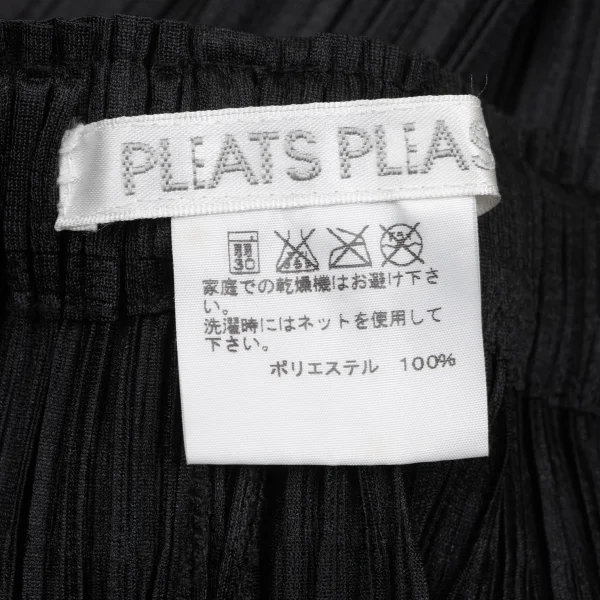 PLEATS PLEAS
弱
30
家庭での乾燥機はお避け下さ
い。
洗濯時にはネットを使用して
下さい。
ポリエステル 100%